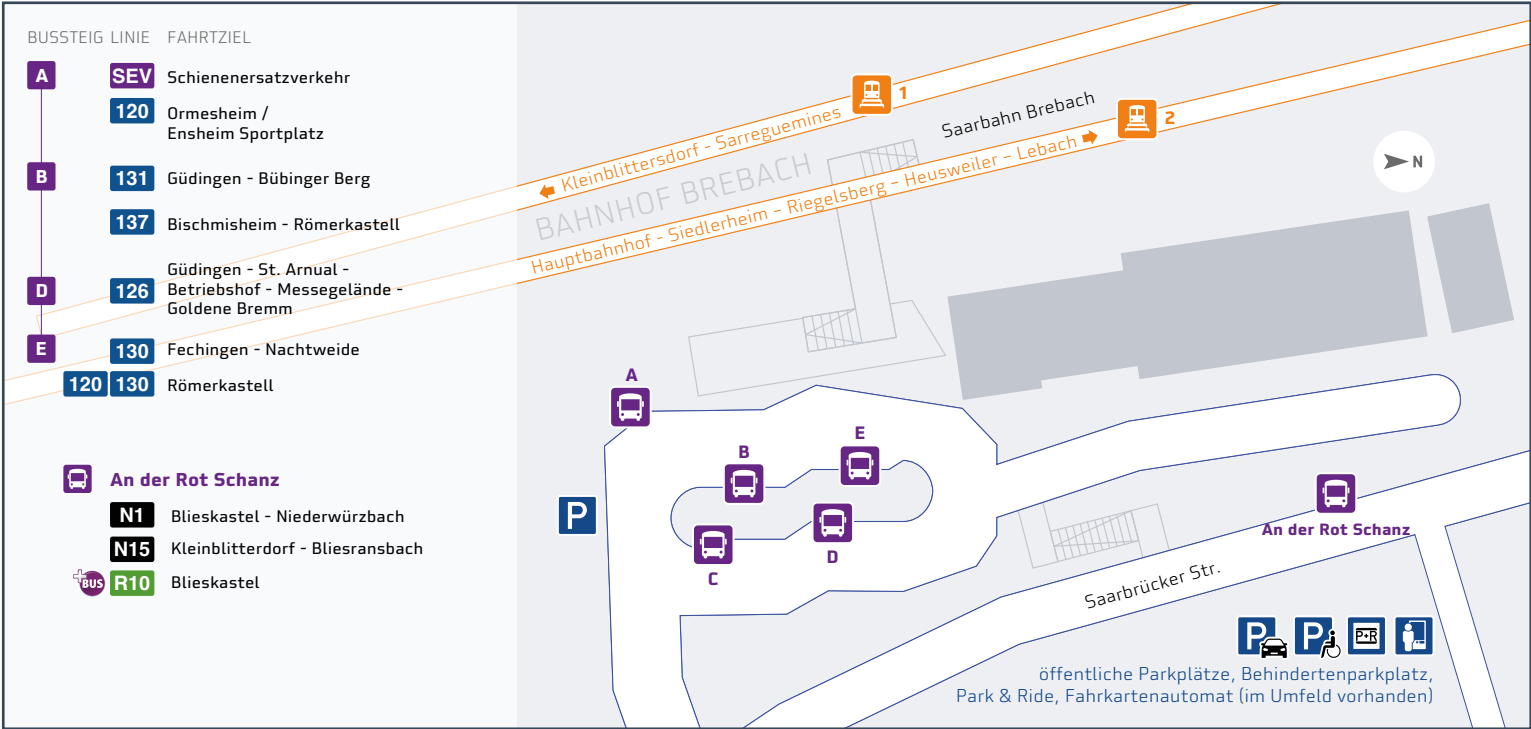 BUSSTEIG LINIE FAHRTZIEL
A SEV Schienenersatzverkehr
120 Ormesheim /
Ensheim Sportplatz
B 131 Güdingen - Bübinger Berg
137 Bischmisheim - Römerkastell
Güdingen - St. Arnual -
D 126 Betriebshof - Messegelände -
Goldene Bremm
E 130 Fechingen - Nachtweide
120 130 Römerkastell
An der Rot Schanz
N1 Blieskastel - Niederwürzbach
N15 Kleinblitterdorf - Bliesransbach
+BUS R10 Blieskastel
1
Saarbahn Brebach
2
Kleinblittersdorf - Sarreguemines
BAHNHOF BREBACH
Hauptbahnhof - Siedlerheim - Riegelsberg - Heusweiler - Lebach
N
A
B
E
P
C
D
An der Rot Schanz
Saarbrücker Str.
P P P+R
öffentliche Parkplätze, Behindertenparkplatz,
Park & Ride, Fahrkartenautomat (im Umfeld vorhanden)